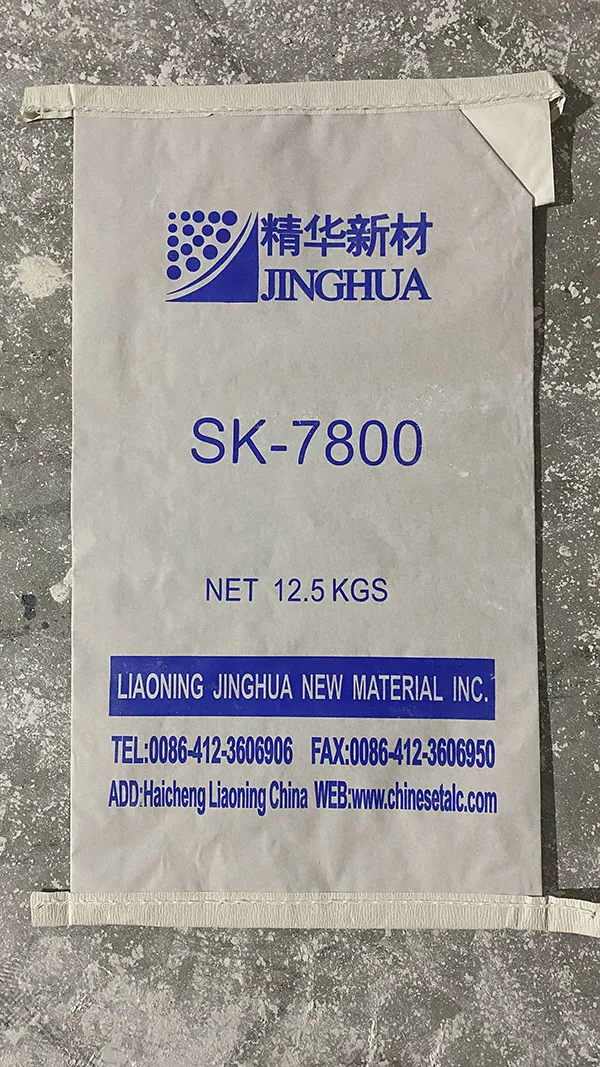 精华新材
JINGHUA
SK-7800
NET 12.5 KGS
LIAONING JINGHUA NEW MATERIAL INC.
TEL:0086-412-3606906 FAX:0086-412-3606950
ADD:Haicheng Liaoning China WEB:www.chinesetalc.com